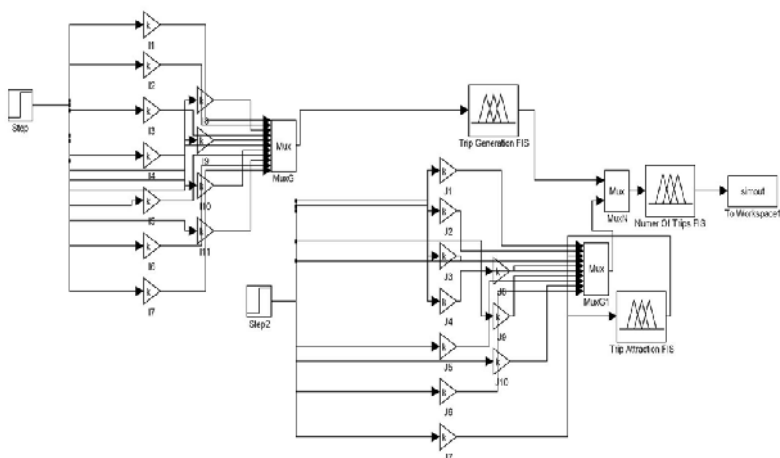 k
I1
k
I2
k
I3
k
I4
k
I5
k
I6
k
I7
k
k
k
I10
k
I11
Step
Mux
MuxG
Trip Generation FIS
k
J1
k
J2
k
J3
k
J4
k
J5
k
J6
k
J7
k
J8
k
J9
k
J10
Step2
Mux
MuxG1
Trip Attraction FIS
Mux
MuxN
Numer Of Trips FIS
simout
To Workspace1